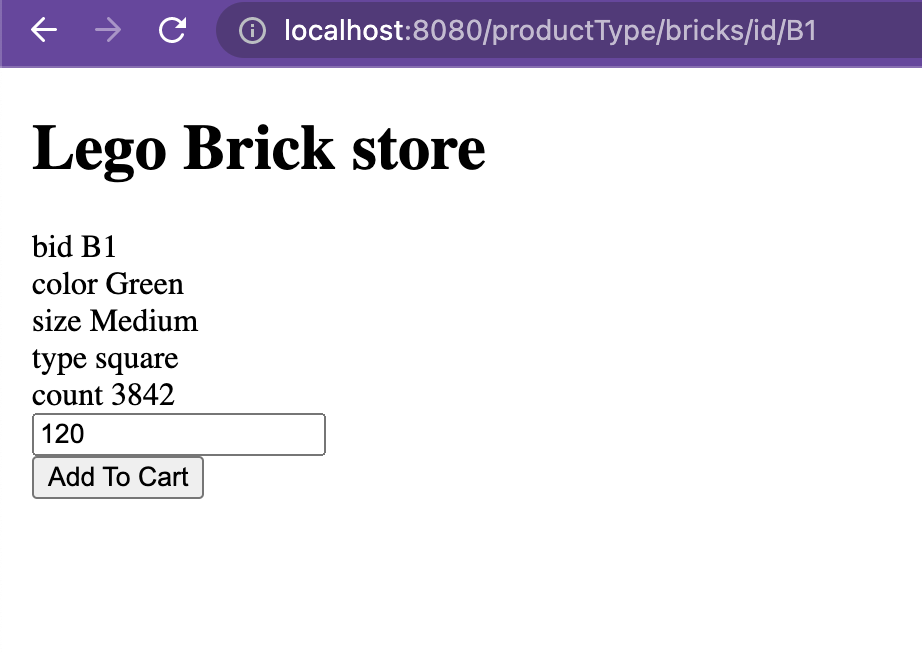 localhost:8080/productType/bricks/id/B1
Lego Brick store
bid B1
color Green
size Medium
type square
count 3842
120
Add To Cart